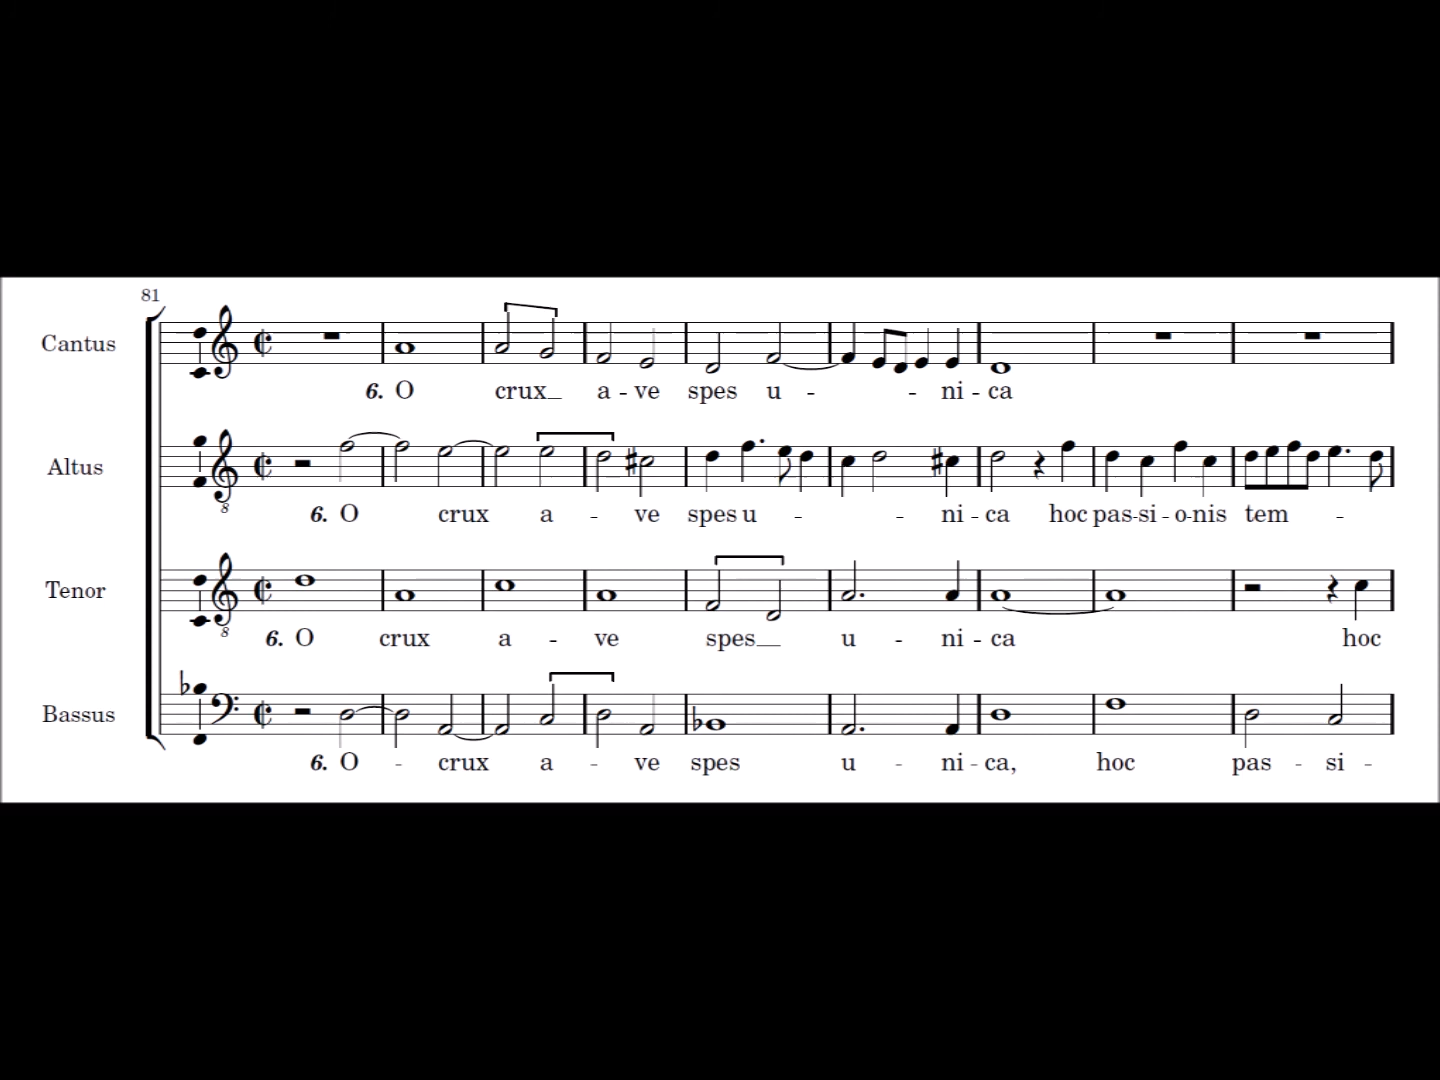 81
Cantus
6. O crux_ a - ve spes u - - ni - ca
Altus
8
6. O crux a - ve spes u - - ni - ca hoc pas - si - o - nis tem -
Tenor
8
6. O crux a - ve spes_ u - ni - ca hoc
Bassus
6. O - crux a - ve spes u - ni - ca, hoc pas - si -